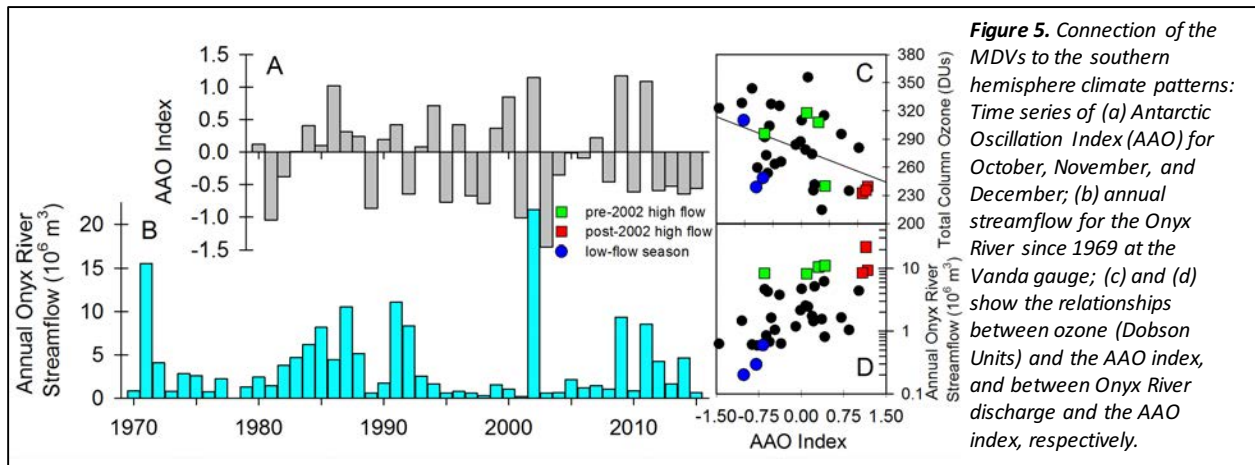 1.5
1.0
0.5
0.0
-0.5
-1.0
-1.5
AAO Index
A
20
15
10
5
0
Annual Onyx River
Streamflow (10⁶ m³)
B
1970
1980
1990
2000
2010
pre-2002 high flow
post-2002 high flow
low-flow season
C
380
350
320
290
260
230
200
Total Column Ozone (DUs)
D
10
1
0.1
Annual Onyx River
Streamflow (10⁶ m³)
-1.50
-0.75
0.00
0.75
1.50
AAO Index
Figure 5. Connection of the
MDVs to the southern
hemisphere climate patterns:
Time series of (a) Antarctic
Oscillation Index (AAO) for
October, November, and
December; (b) annual
streamflow for the Onyx
River since 1969 at the
Vanda gauge; (c) and (d)
show the relationships
between ozone (Dobson
Units) and the AAO index,
and between Onyx River
discharge and the AAO
index, respectively.